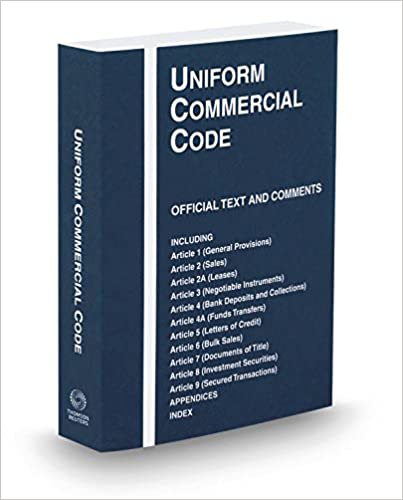 UNIFORM
COMMERCIAL
CODE
OFFICIAL TEXT AND COMMENTS
INCLUDING
Article 1 (General Provisions)
Article 2 (Sales)
Article 2A (Leases)
Article 3 (Negotiable Instruments)
Article 4 (Bank Deposits and Collections)
Article 4A (Funds Transfers)
Article 5 (Letters of Credit)
Article 6 (Bulk Sales)
Article 7 (Documents of Title)
Article 8 (Investment Securities)
Article 9 (Secured Transactions)
APPENDICES
INDEX
UNIFORM COMMERCIAL CODE
THOMSON
REUTERS